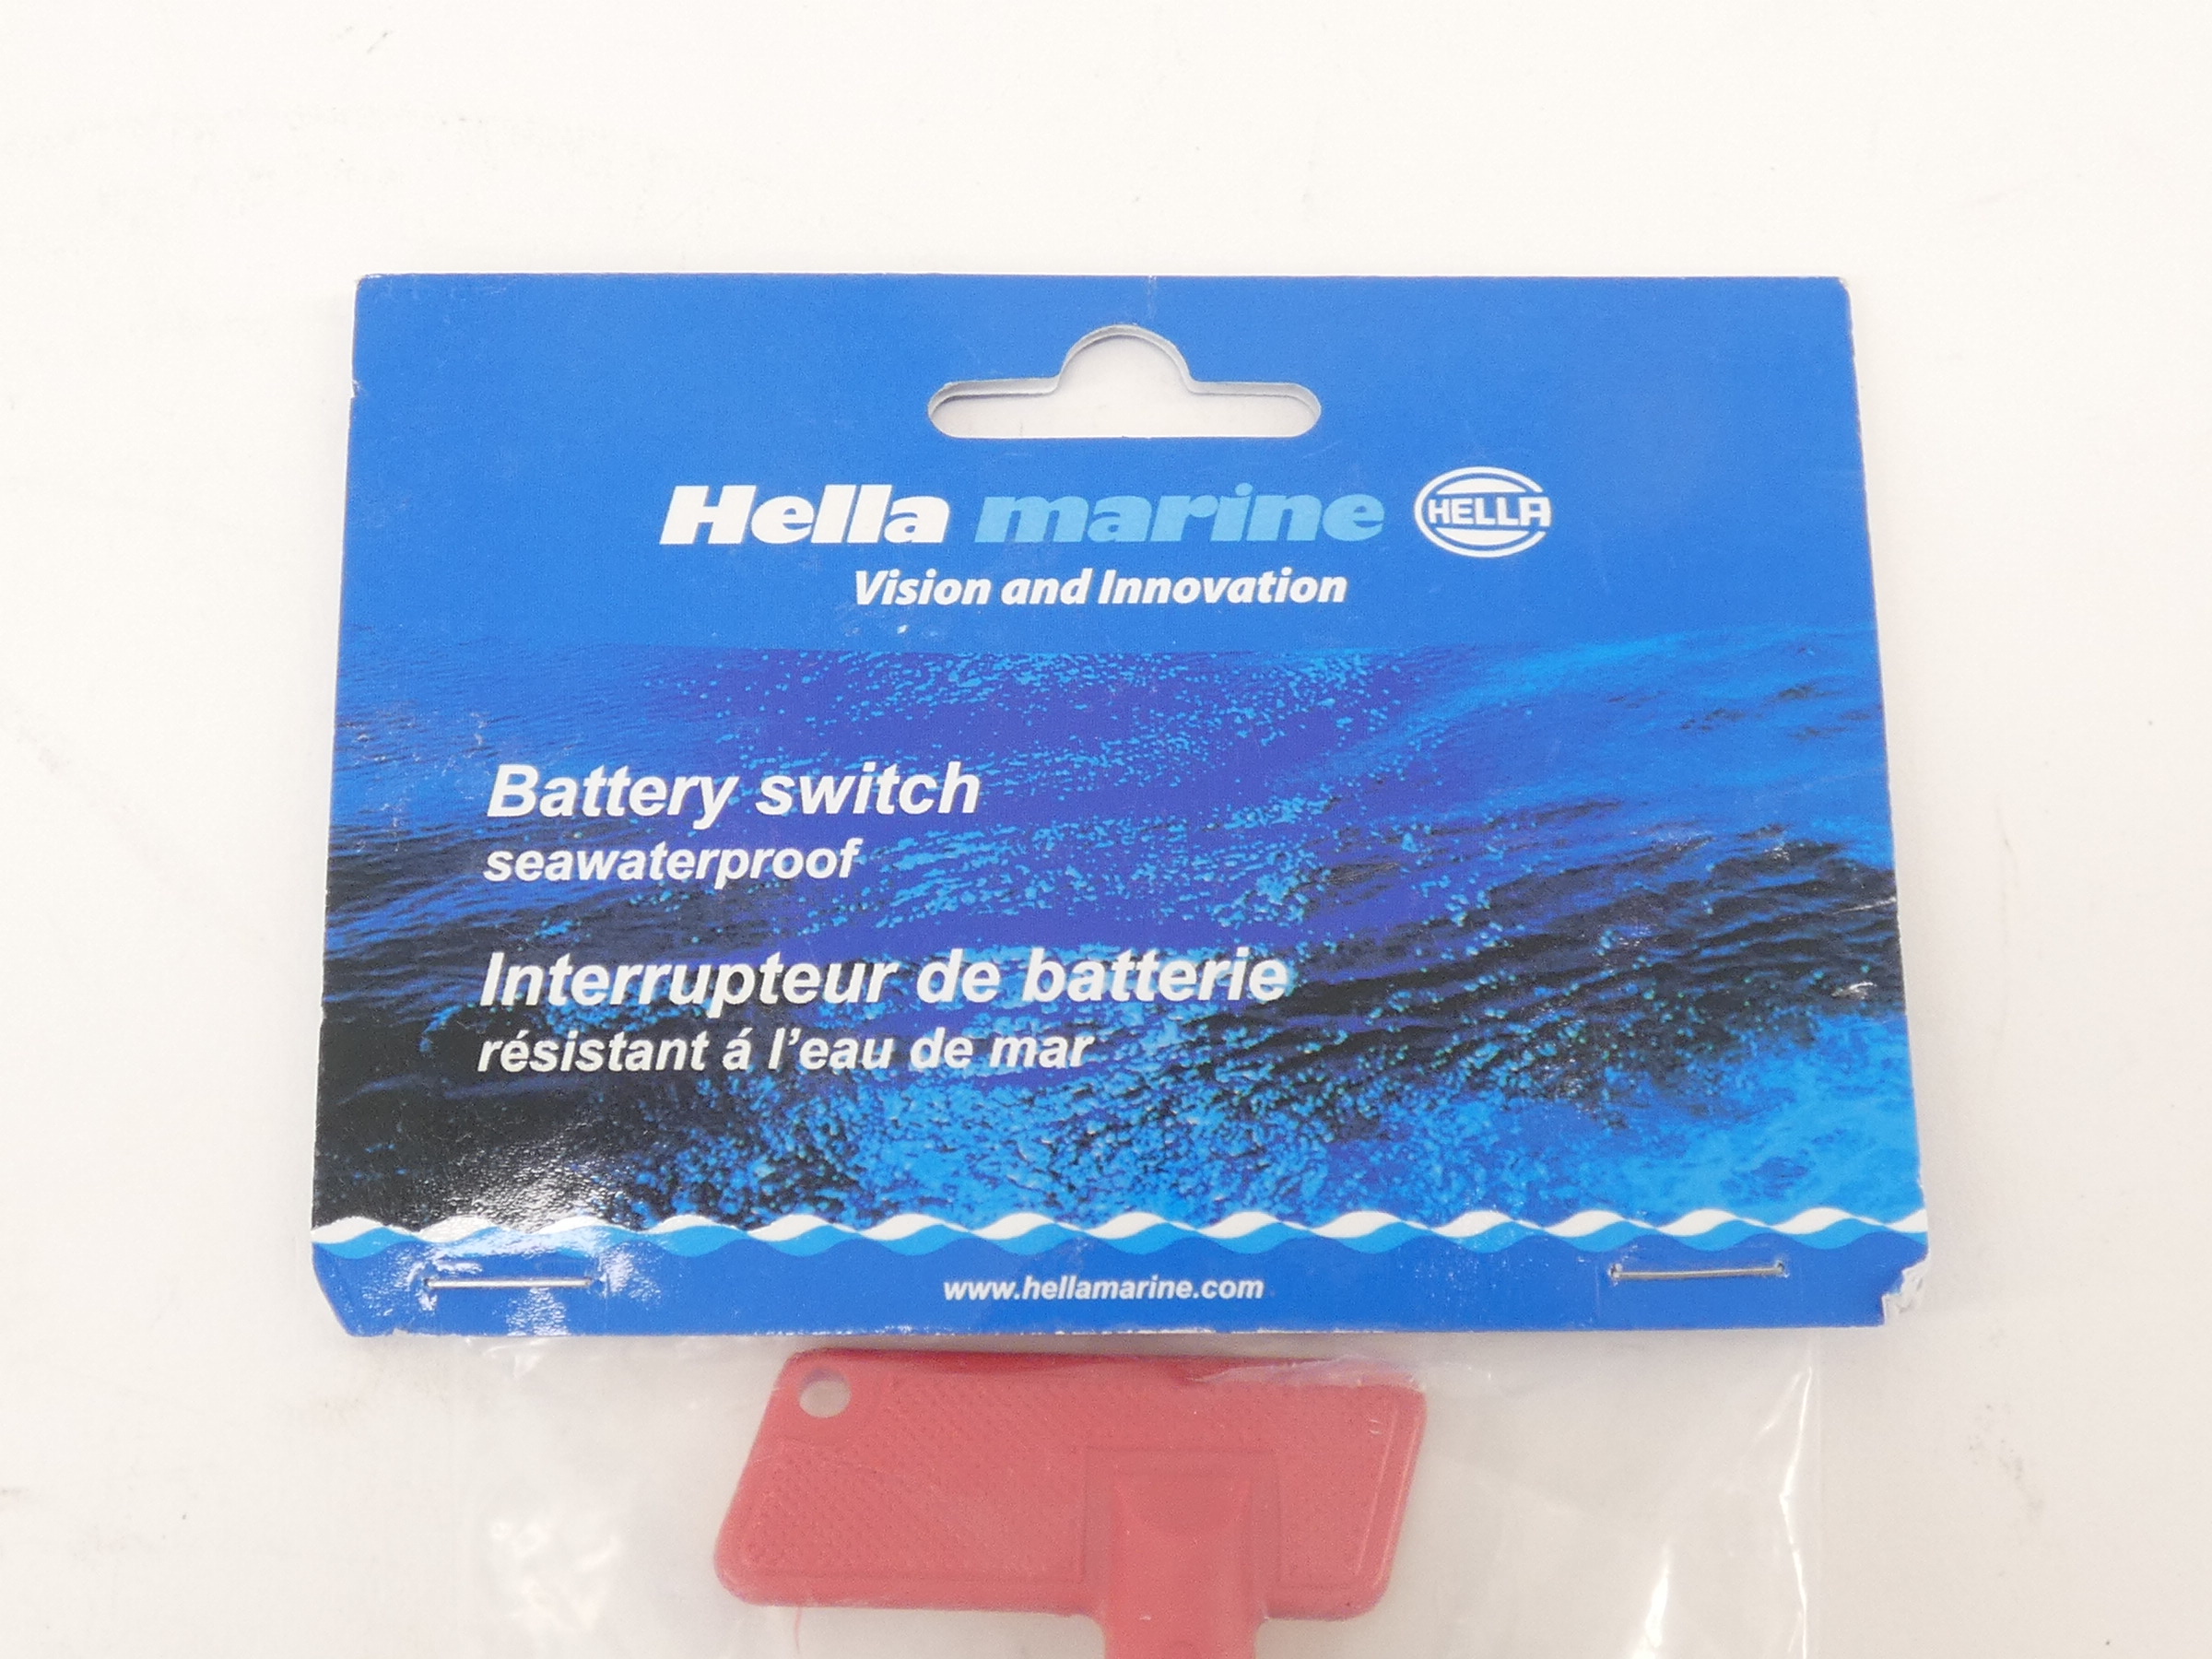 Hella marine HELLA
Vision and Innovation
Battery switch
seawaterproof
Interrupteur de batterie
résistant á l'eau de mar
www.hellamarine.com